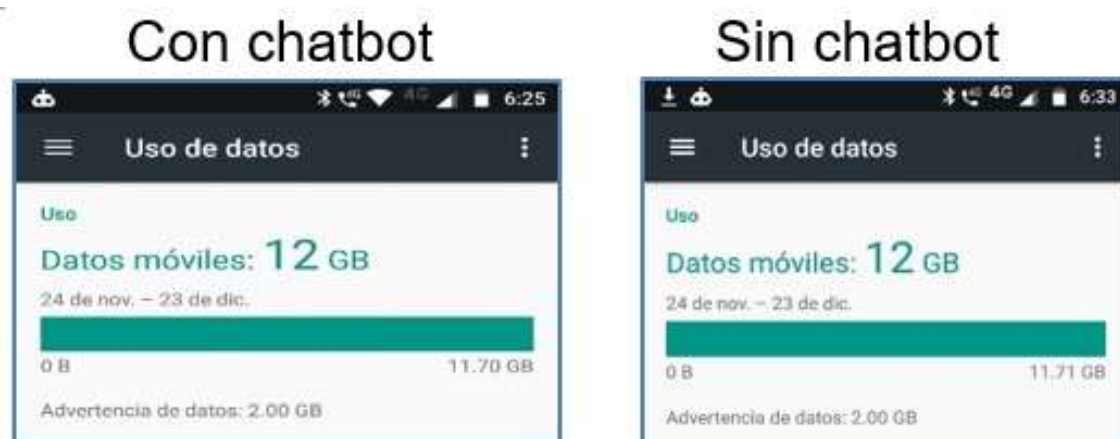 Con chatbot
4G 6:25
Uso de datos
Uso
Datos móviles: 12 GB
24 de nov. – 23 de dic.
0 B 11.70 GB
Advertencia de datos: 2.00 GB
Sin chatbot
4G 6:33
Uso de datos
Uso
Datos móviles: 12 GB
24 de nov. – 23 de dic.
0 B 11.71 GB
Advertencia de datos: 2.00 GB